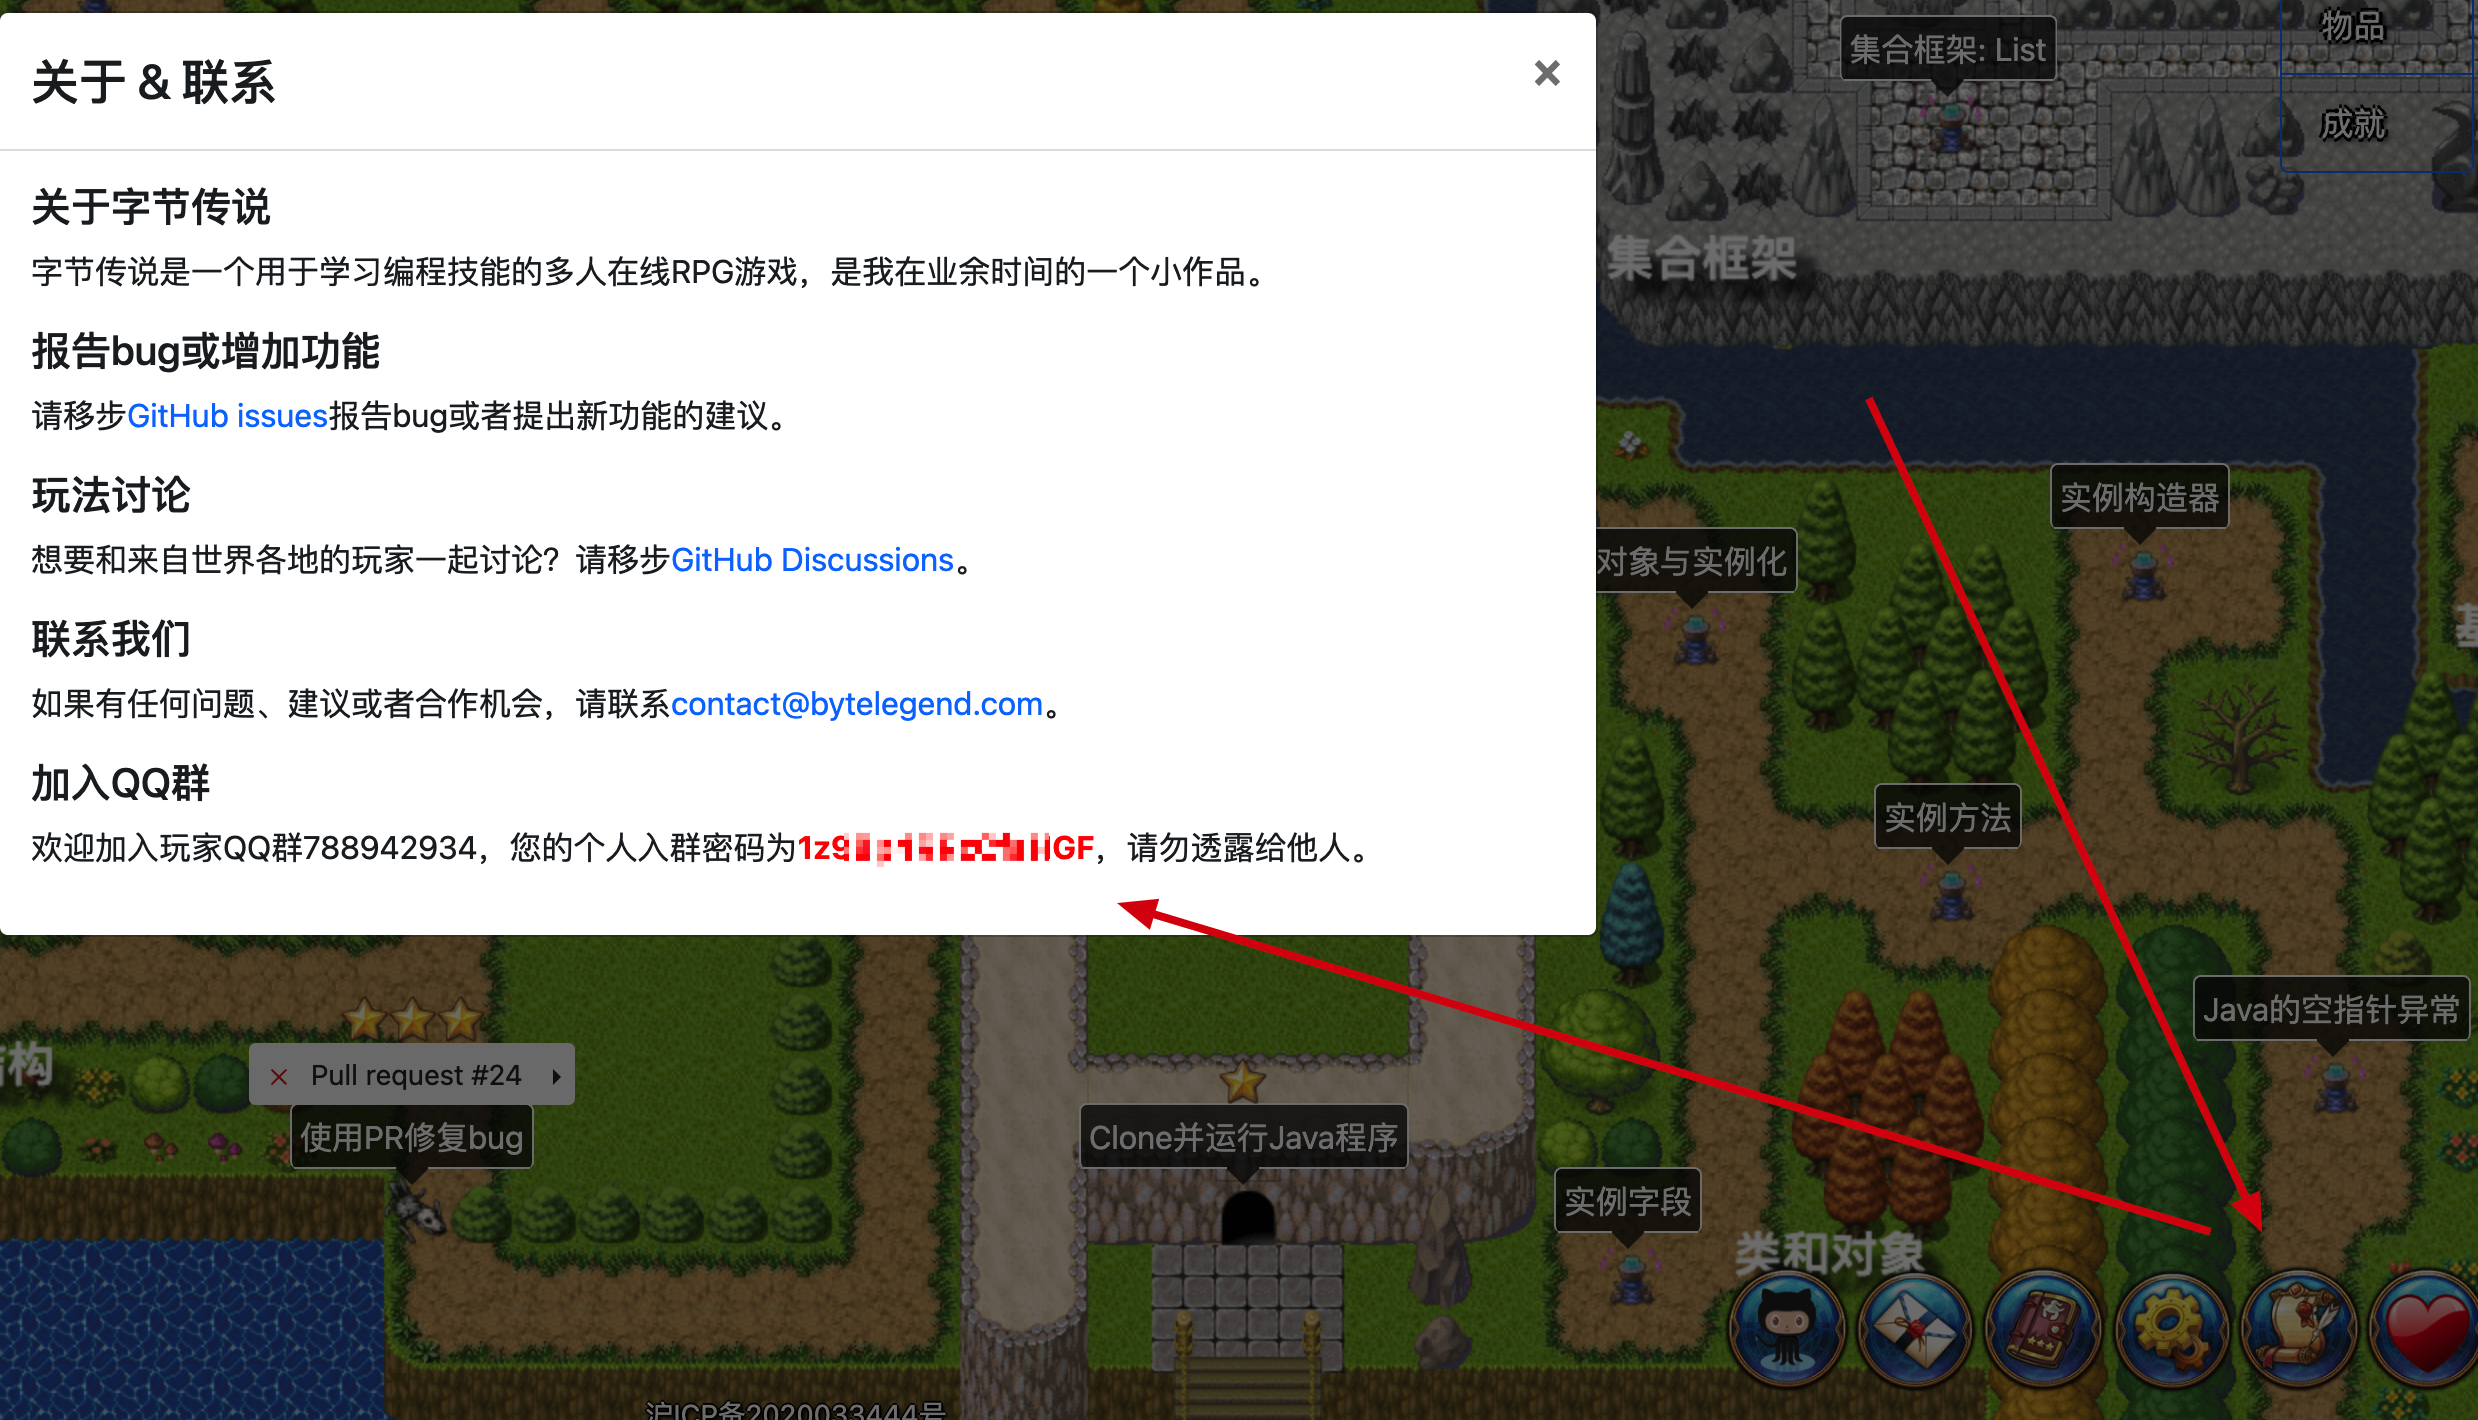 关于 & 联系
×
关于字节传说
字节传说是一个用于学习编程技能的多人在线RPG游戏，是我在业余时间的一个小作品。
报告bug或增加功能
请移步GitHub issues报告bug或者提出新功能的建议。
玩法讨论
想要和来自世界各地的玩家一起讨论？请移步GitHub Discussions。
联系我们
如果有任何问题、建议或者合作机会，请联系contact@bytelegend.com。
加入QQ群
欢迎加入玩家QQ群788942934，您的个人入群密码为1z9 GF，请勿透露给他人。
物品
成就
集合框架: List
集合框架
实例构造器
对象与实例化
实例方法
Java的空指针异常
构
Pull request #24
使用PR修复bug
Clone并运行Java程序
实例字段
类和对象
沪ICP备2020033444号